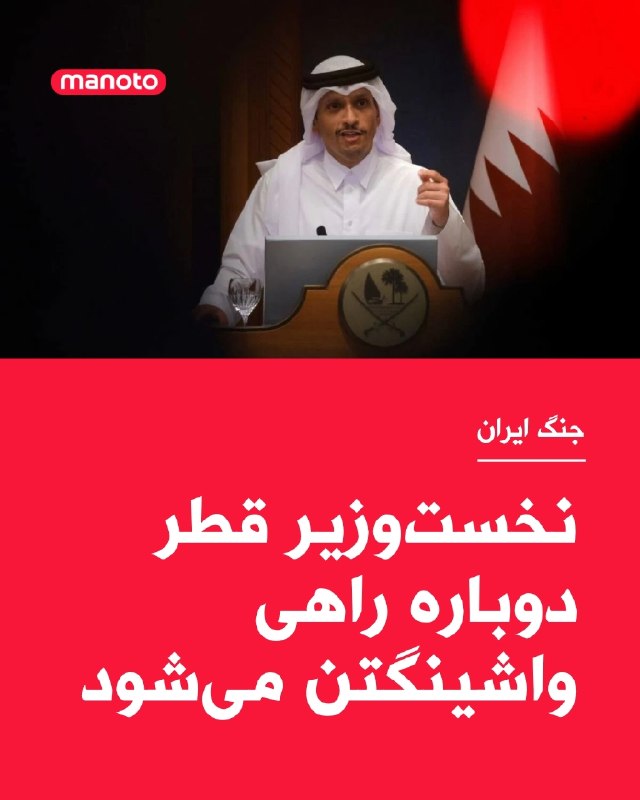 manoto
جنگ ایران
نخست‌وزیر قطر
دوباره راهی
واشینگتن می‌شود